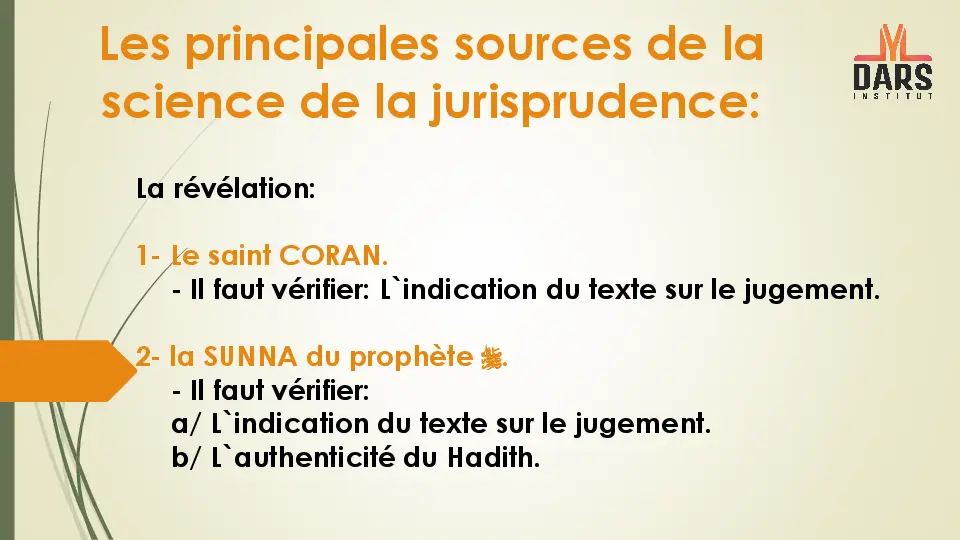 Les principales sources de la
science de la jurisprudence:
DARS
INSTITUT
La révélation:
1- Le saint CORAN.
- Il faut vérifier: L`indication du texte sur le jugement.
2- la SUNNA du prophète ﷺ.
- Il faut vérifier:
a/ L`indication du texte sur le jugement.
b/ L`authenticité du Hadith.